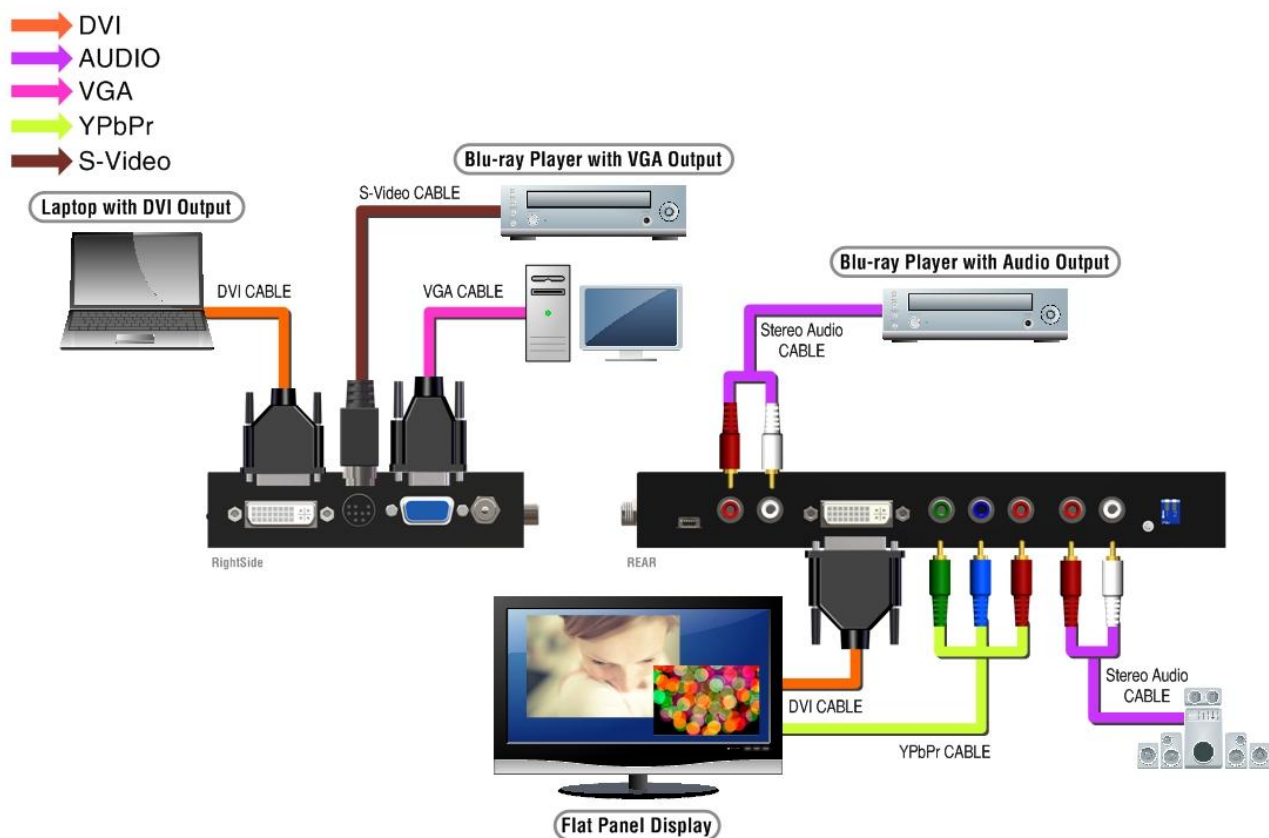 DVI
AUDIO
VGA
YPbPr
S-Video
Blu-ray Player with VGA Output
S-Video CABLE
Laptop with DVI Output
Blu-ray Player with Audio Output
DVI CABLE
VGA CABLE
Stereo Audio
CABLE
RightSide
REAR
Stereo Audio
CABLE
DVI CABLE
YPbPr CABLE
Flat Panel Display